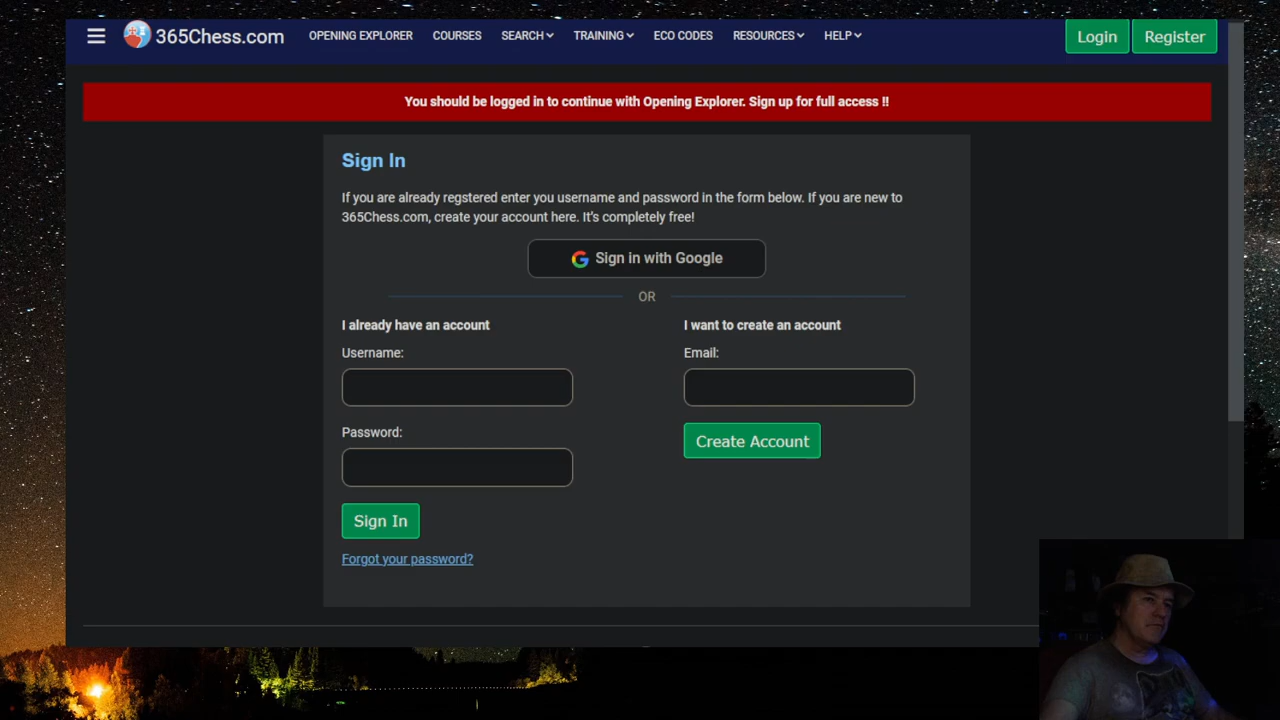 365Chess.com OPENING EXPLORER COURSES SEARCH TRAINING ECO CODES RESOURCES HELP Login Register
You should be logged in to continue with Opening Explorer. Sign up for full access !!
Sign In
If you are already regstered enter you username and password in the form below. If you are new to
365Chess.com, create your account here. It's completely free!
Sign in with Google
OR
I already have an account
Username:
Password:
Sign In
Forgot your password?
I want to create an account
Email:
Create Account